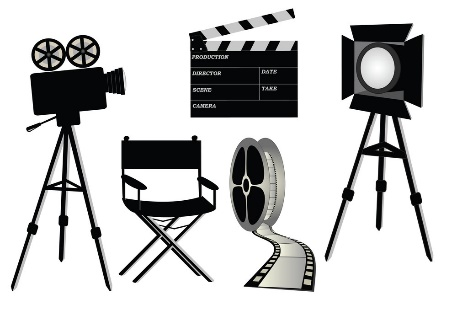 PRODUCTION
DIRECTOR DATE
SCENE TAKE
CAMERA